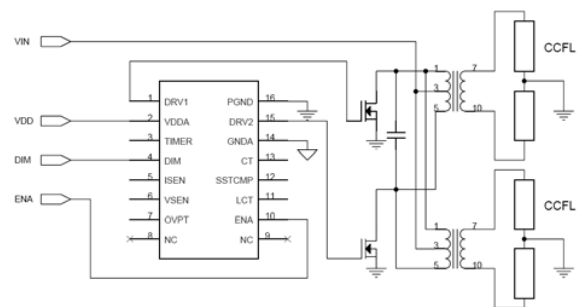 VIN
VDD
DIM
ENA
1 DRV1 PGND 16
2 VDDA DRV2 15
3 TIMER GNDA 14
4 DIM CT 13
5 ISEN SSTCMP 12
6 VSEN LCT 11
7 OVPT ENA 10
8 NC NC 9
1 7
3
5 10
CCFL
1 7
3
5 10
CCFL